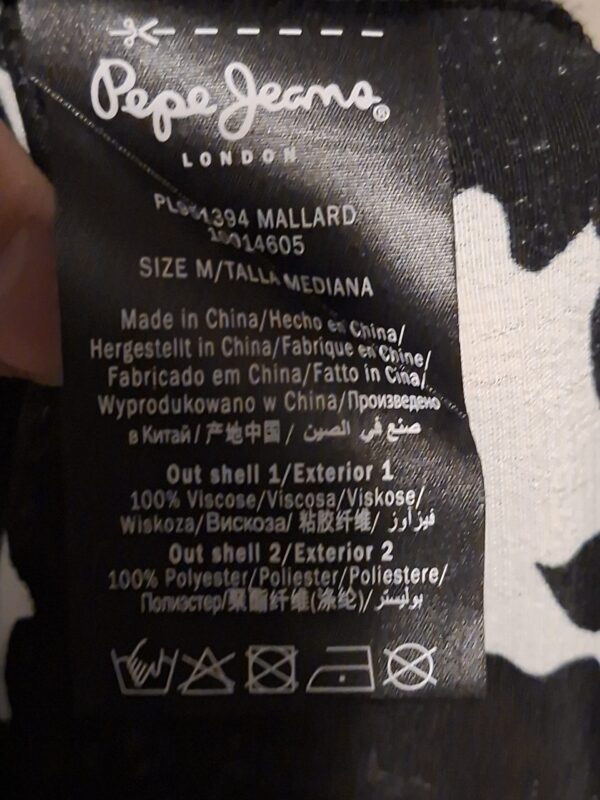 Pepe Jeans®
LONDON
MALLARD
SIZE M/TALLA MEDIANA
Made in China/Hecho en China/
Hergestellt in China/Fabrique en Chine/
Fabricado em China/Fatto in Cina/
Wyprodukowano w China/Произведено
в Китай / 产地中国 / صنع في الصين
Out shell 1/Exterior 1
100% Viscose/Viscosa/Viskose/
Wiskoza/Вискоза/ 粘胶纤维/ فيزاوز
Out shell 2/Exterior 2
100% Polyester/Poliester/Poliestere/
Полиэстер/聚酯纤维(涤纶)/ بوليستر